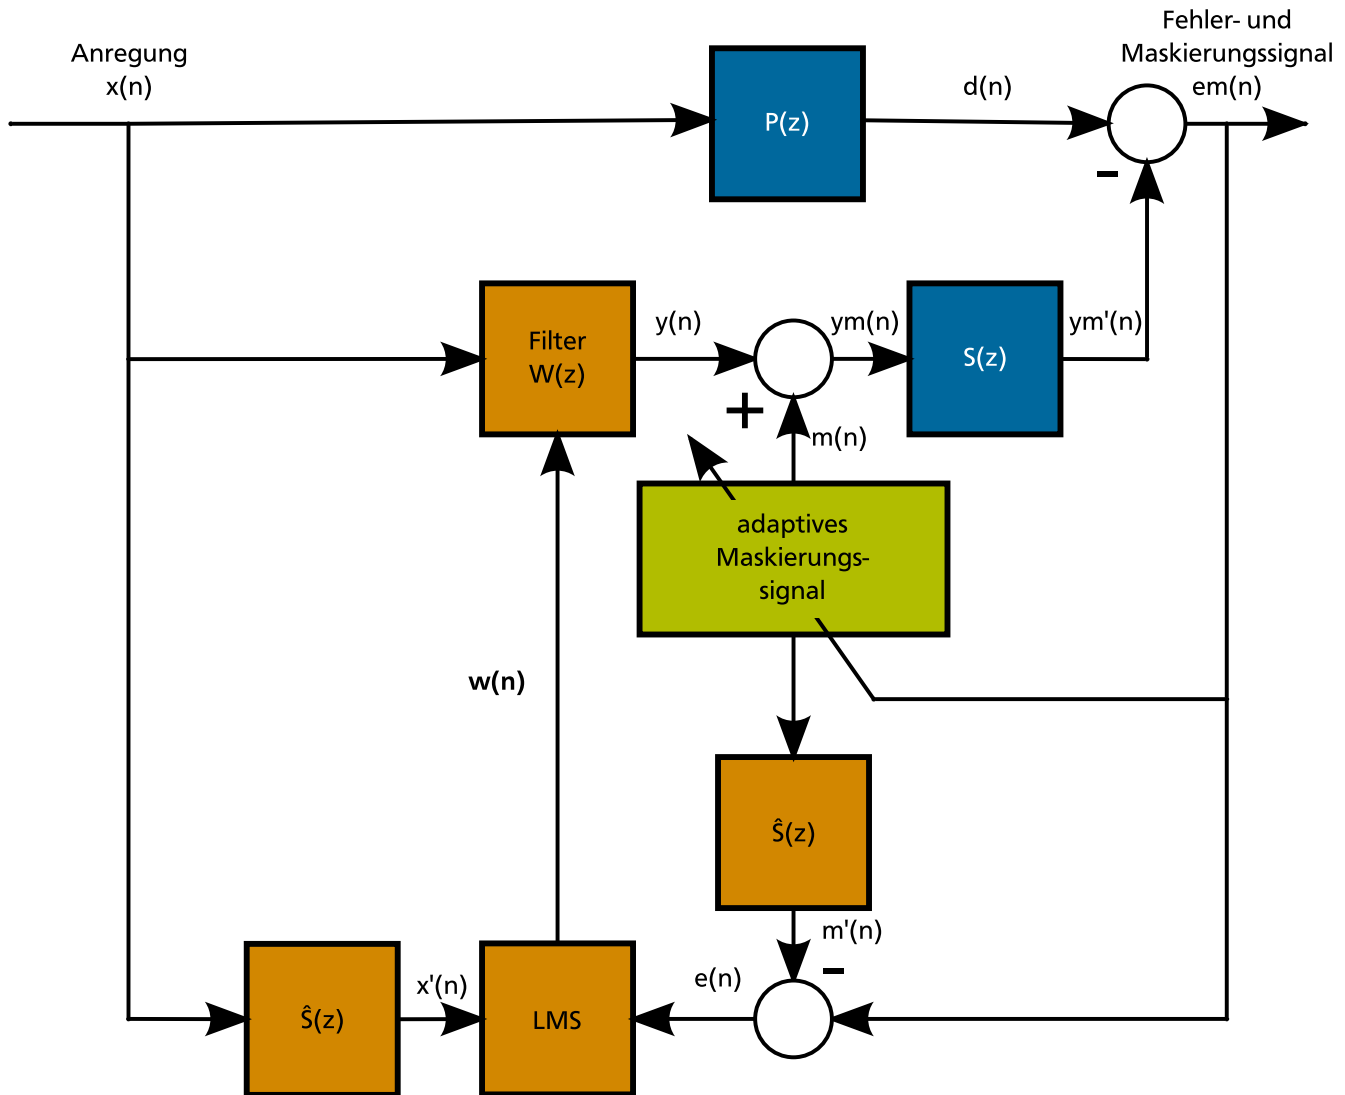 Fehler- und
Maskierungssignal
em(n)
Anregung
x(n)
P(z)
d(n)
-
Filter
W(z)
y(n)
ym(n)
S(z)
ym'(n)
+
m(n)
adaptives
Maskierungs-
signal
w(n)
Ŝ(z)
m'(n)
-
Ŝ(z)
x'(n)
LMS
e(n)